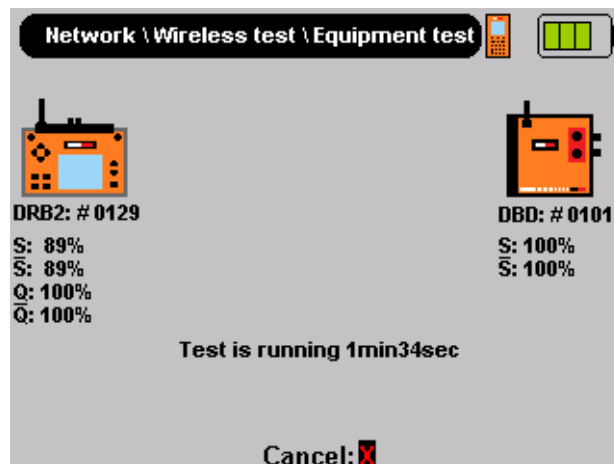 Network \ Wireless test \ Equipment test
DRB2: # 0129
S: 89%
S̅: 89%
Q: 100%
Q̅: 100%
DBD: # 0101
S: 100%
S̅: 100%
Test is running 1min34sec
Cancel: X